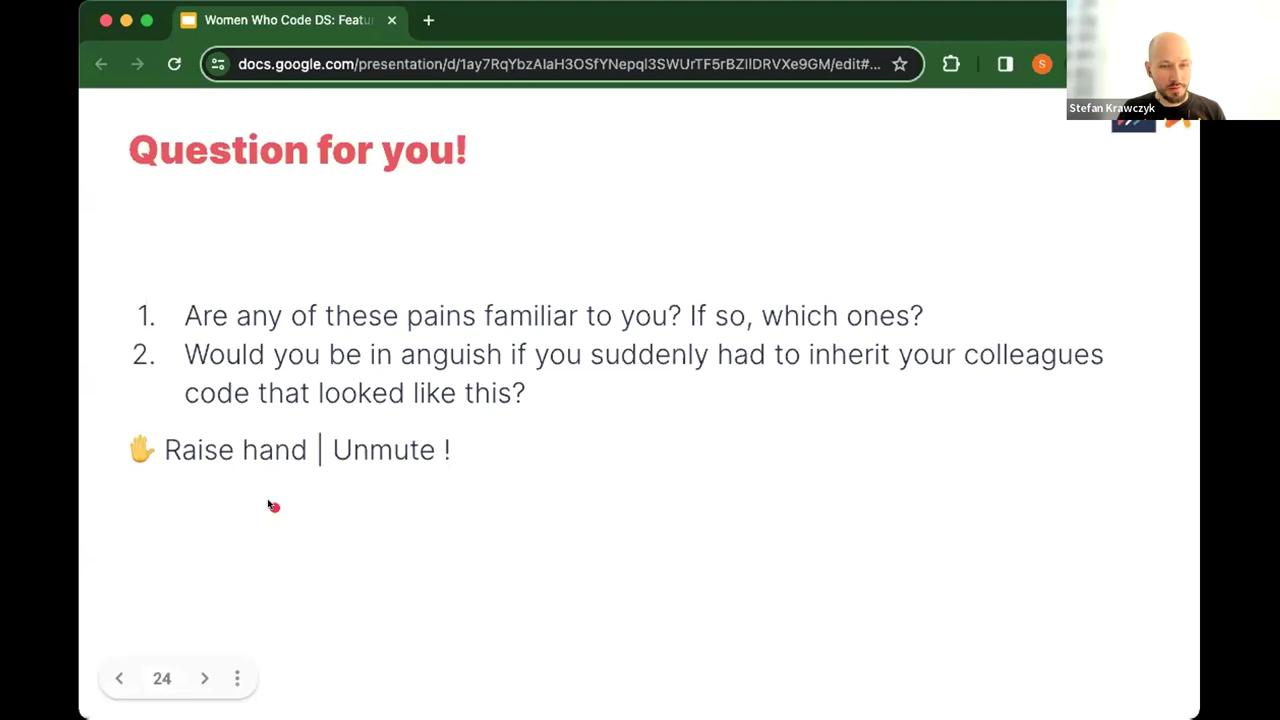 Women Who Code DS: Featu
docs.google.com/presentation/d/1ay7RqYbzAIaH3OSfYNepql3SWUrTF5rBZIlDRVXe9GM/edit#...
S
Stefan Krawczyk
Question for you!
1. Are any of these pains familiar to you? If so, which ones?
2. Would you be in anguish if you suddenly had to inherit your colleagues
code that looked like this?
✋ Raise hand | Unmute !
24